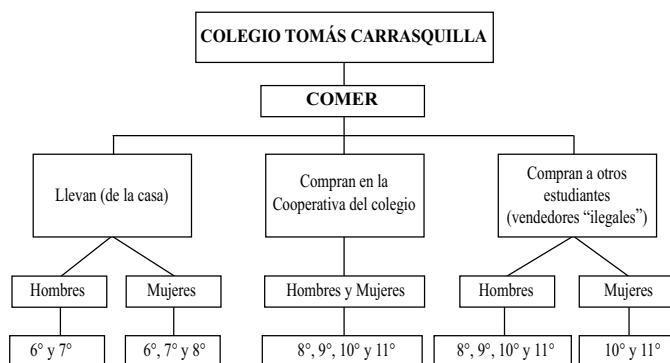 COLEGIO TOMÁS CARRASQUILLA
COMER
Llevan (de la casa)
Compran en la
Cooperativa del colegio
Compran a otros
estudiantes
(vendedores “ilegales”)
Hombres
Mujeres
Hombres y Mujeres
Hombres
Mujeres
6° y 7°
6°, 7° y 8°
8°, 9°, 10° y 11°
8°, 9°, 10° y 11°
10° y 11°